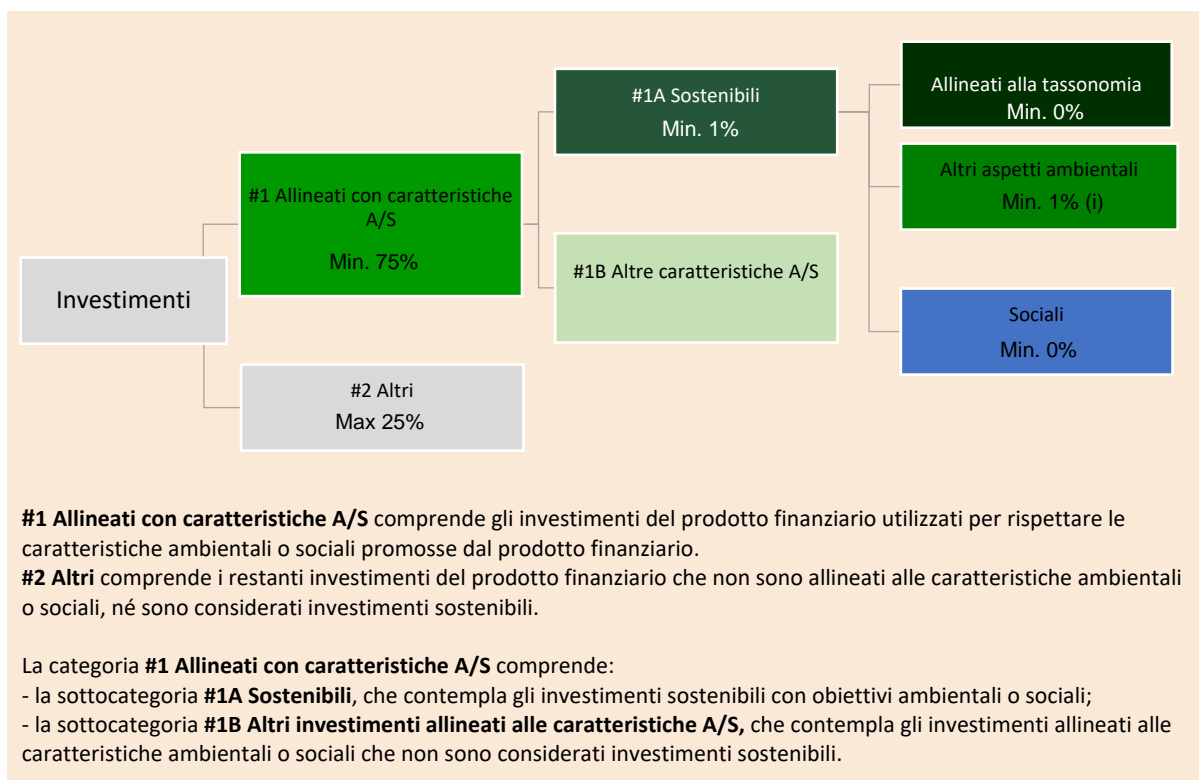 Investimenti
#1 Allineati con caratteristiche
A/S
Min. 75%
#2 Altri
Max 25%
#1A Sostenibili
Min. 1%
#1B Altre caratteristiche A/S
Allineati alla tassonomia
Min. 0%
Altri aspetti ambientali
Min. 1% (i)
Sociali
Min. 0%
#1 Allineati con caratteristiche A/S comprende gli investimenti del prodotto finanziario utilizzati per rispettare le
caratteristiche ambientali o sociali promosse dal prodotto finanziario.
#2 Altri comprende i restanti investimenti del prodotto finanziario che non sono allineati alle caratteristiche ambientali
o sociali, né sono considerati investimenti sostenibili.
La categoria #1 Allineati con caratteristiche A/S comprende:
- la sottocategoria #1A Sostenibili, che contempla gli investimenti sostenibili con obiettivi ambientali o sociali;
- la sottocategoria #1B Altri investimenti allineati alle caratteristiche A/S, che contempla gli investimenti allineati alle
caratteristiche ambientali o sociali che non sono considerati investimenti sostenibili.